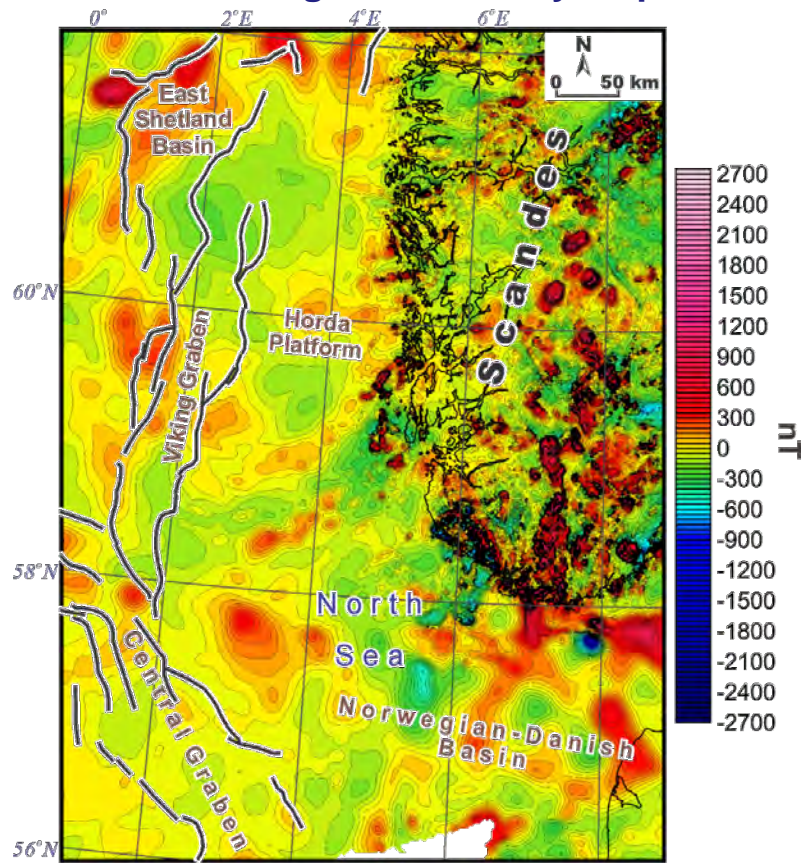 0°
2°E
4°E
6°E
N
0 50 km
East
Shetland
Basin
Scandes
60°N
Horda
Platform
Viking Graben
58°N
North
Sea
Central Graben
Norwegian-Danish
Basin
56°N
2700
2400
2100
1800
1500
1200
900
600
300
0
-300
-600
-900
-1200
-1500
-1800
-2100
-2400
-2700
nT